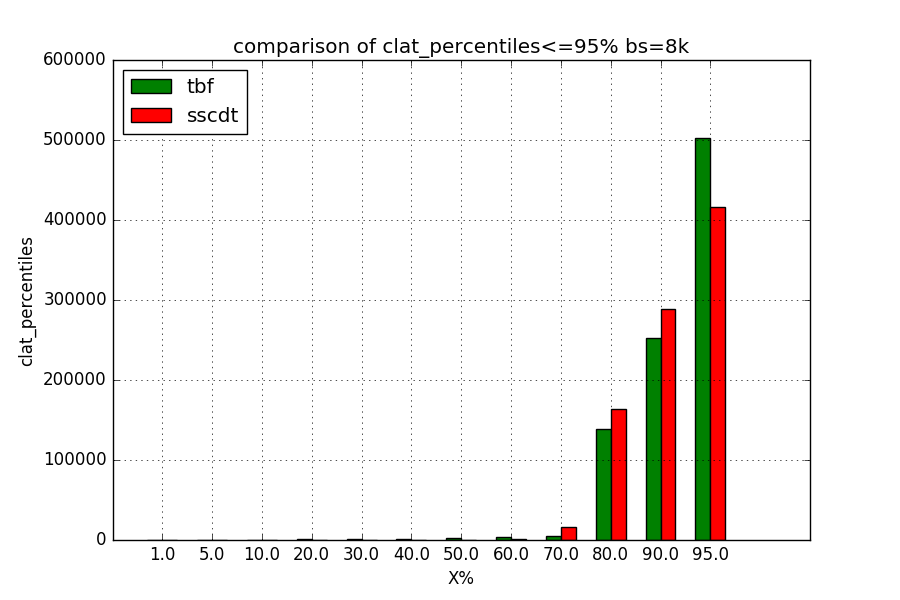 comparison of clat_percentiles<=95% bs=8k
600000
500000
400000
300000
200000
100000
0
clat_percentiles
tbf
sscdt
1.0 5.0 10.0 20.0 30.0 40.0 50.0 60.0 70.0 80.0 90.0 95.0
X%